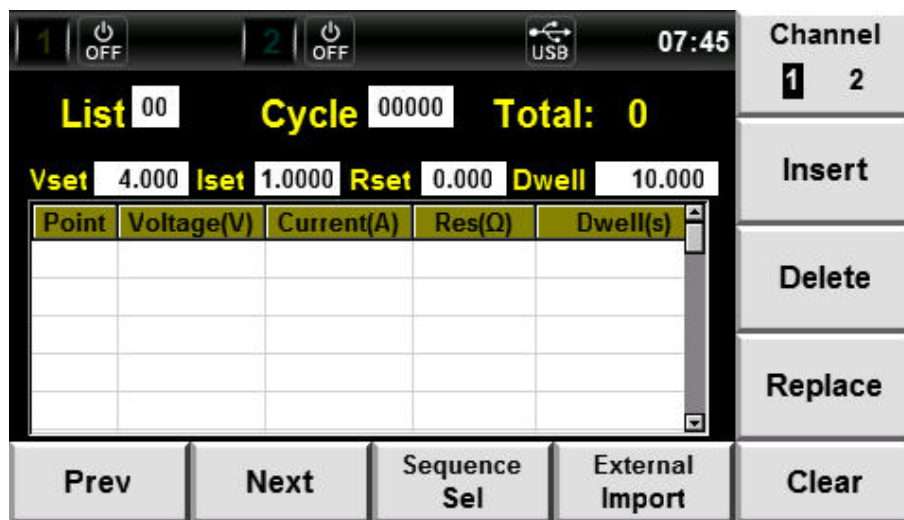 1 OFF 2 OFF USB 07:45
Channel
1 2
List 00 Cycle 00000 Total: 0
Vset 4.000 Iset 1.0000 Rset 0.000 Dwell 10.000
Point Voltage(V) Current(A) Res(Ω) Dwell(s)
Insert
Delete
Replace
Clear
Prev
Next
Sequence
Sel
External
Import